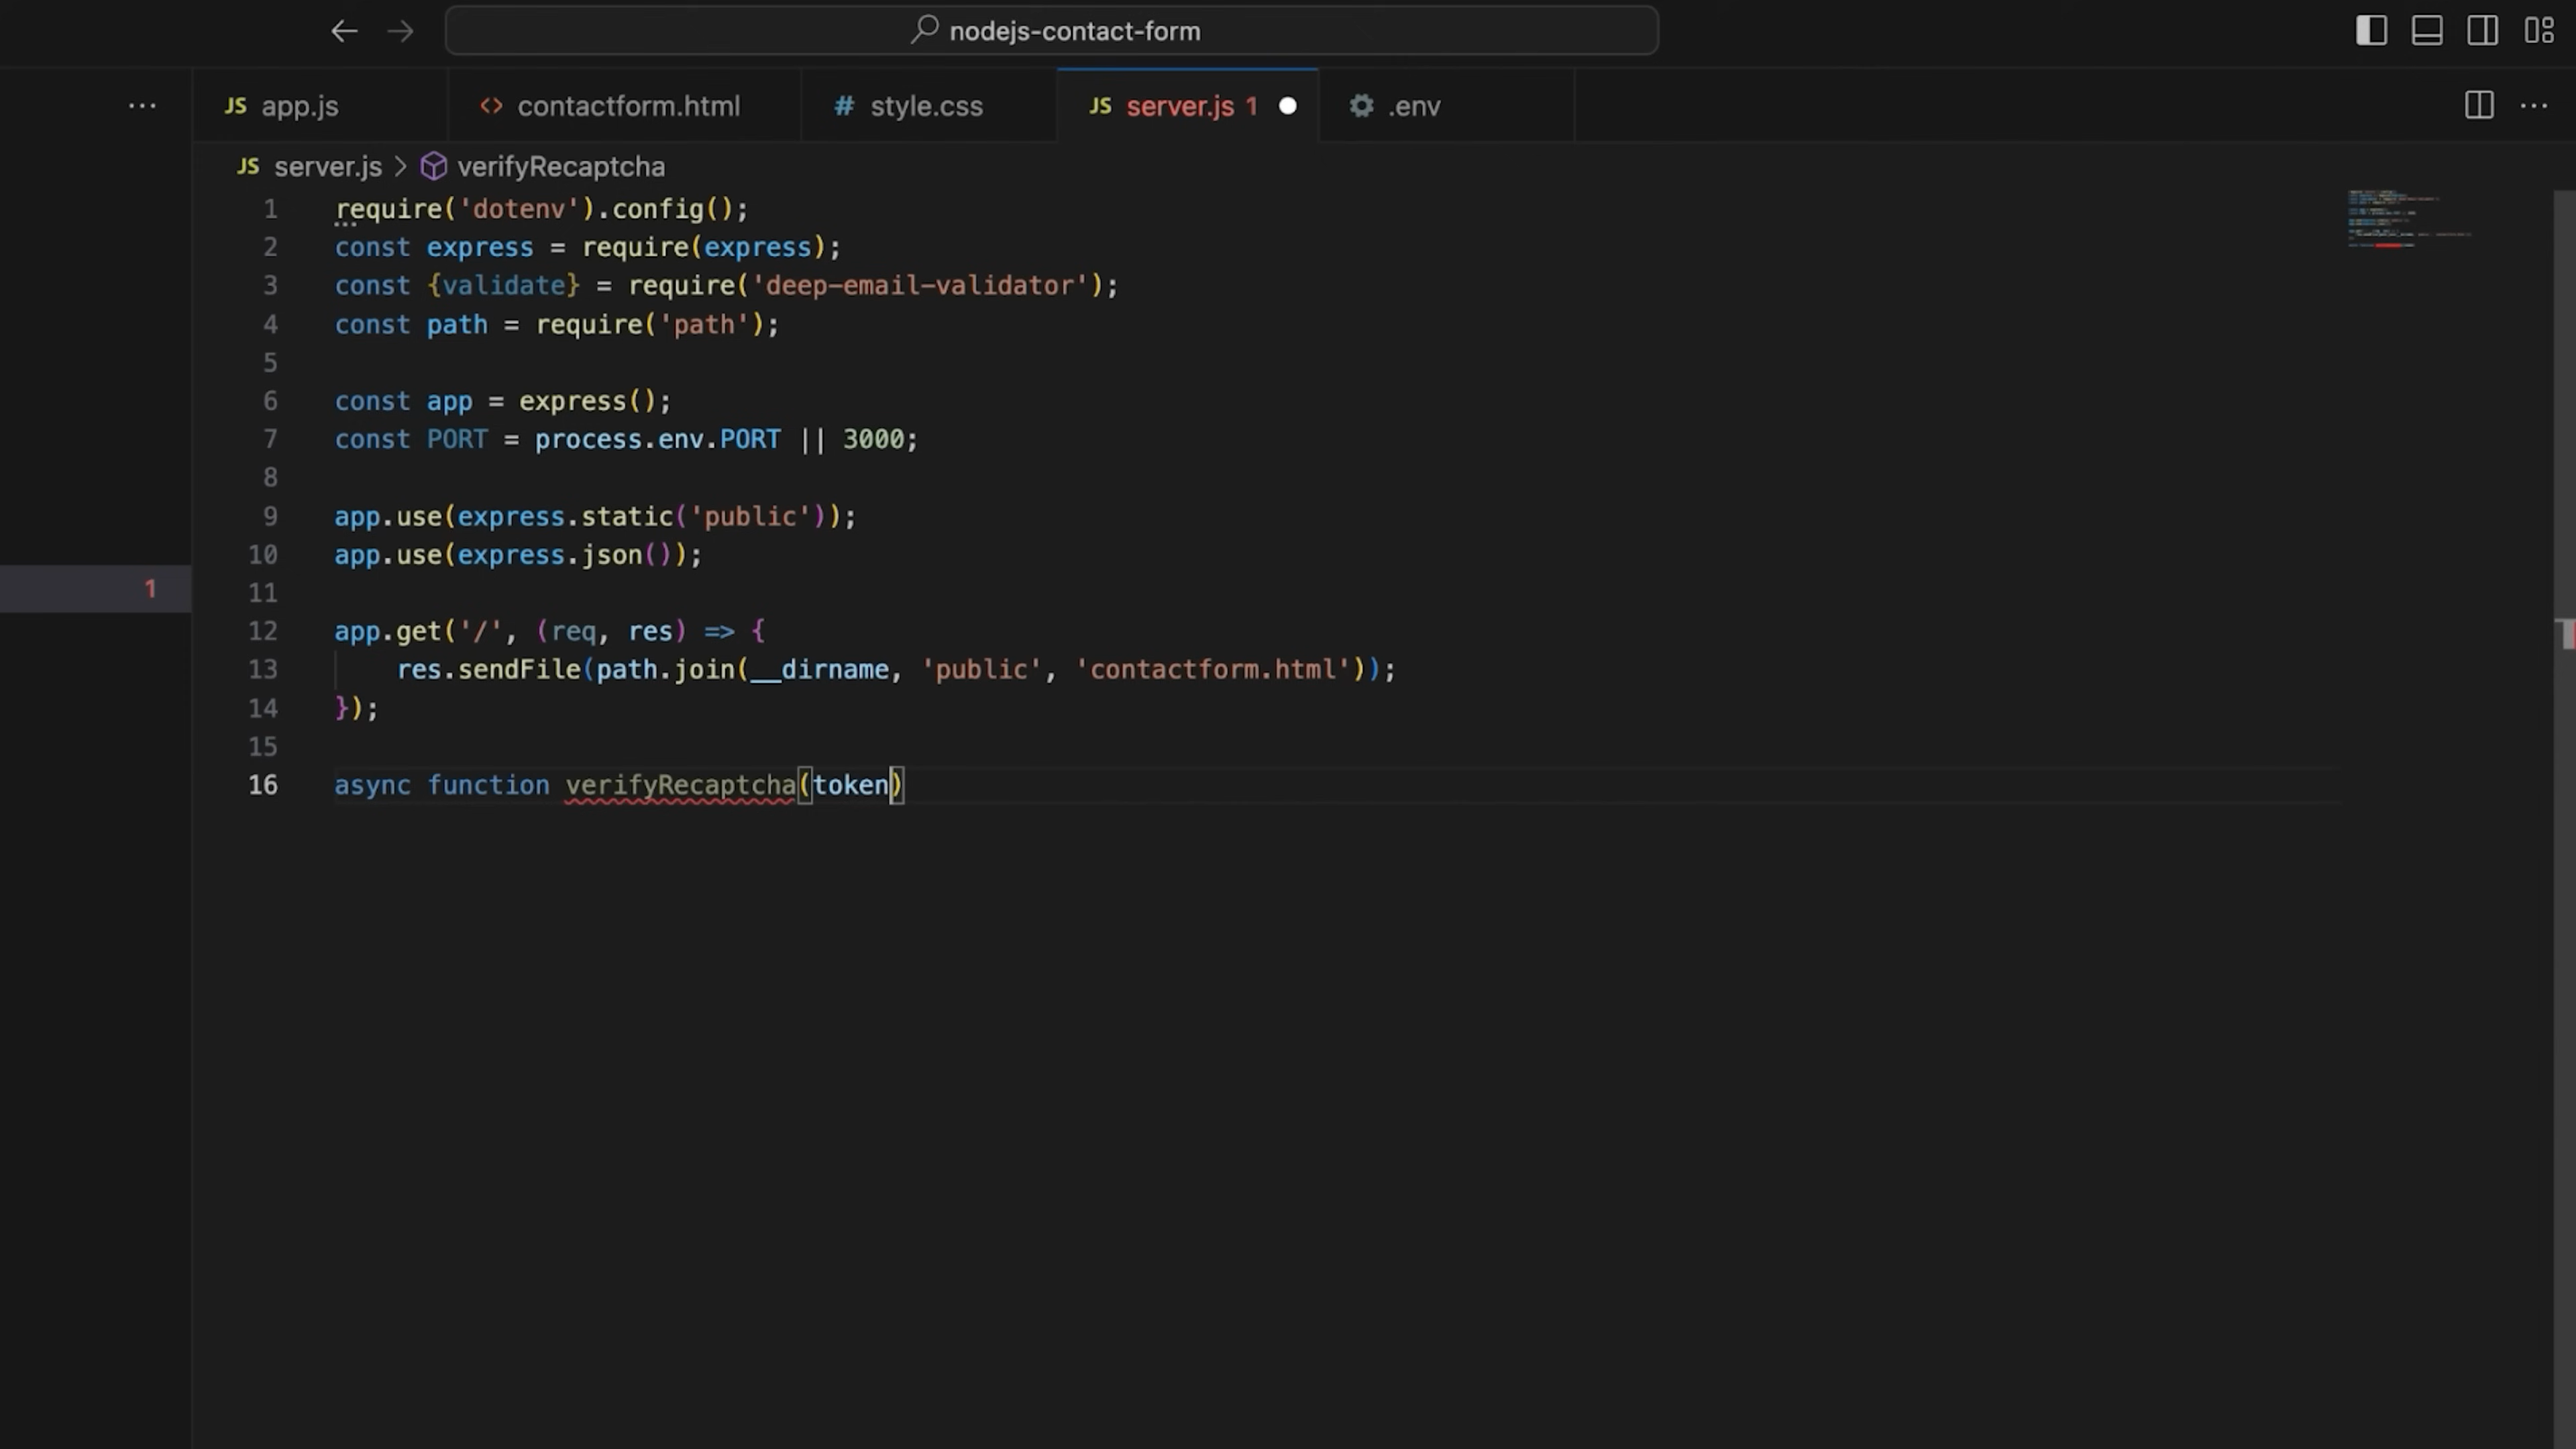 nodejs-contact-form
... JS app.js <> contactform.html # style.css JS server.js 1 .env ...
JS server.js > verifyRecaptcha
1 require('dotenv').config();
2 const express = require(express);
3 const {validate} = require('deep-email-validator');
4 const path = require('path');
5
6 const app = express();
7 const PORT = process.env.PORT || 3000;
8
9 app.use(express.static('public'));
10 app.use(express.json());
11
1
12 app.get('/', (req, res) => {
13 res.sendFile(path.join(__dirname, 'public', 'contactform.html'));
14 });
15
16 async function verifyRecaptcha(token)